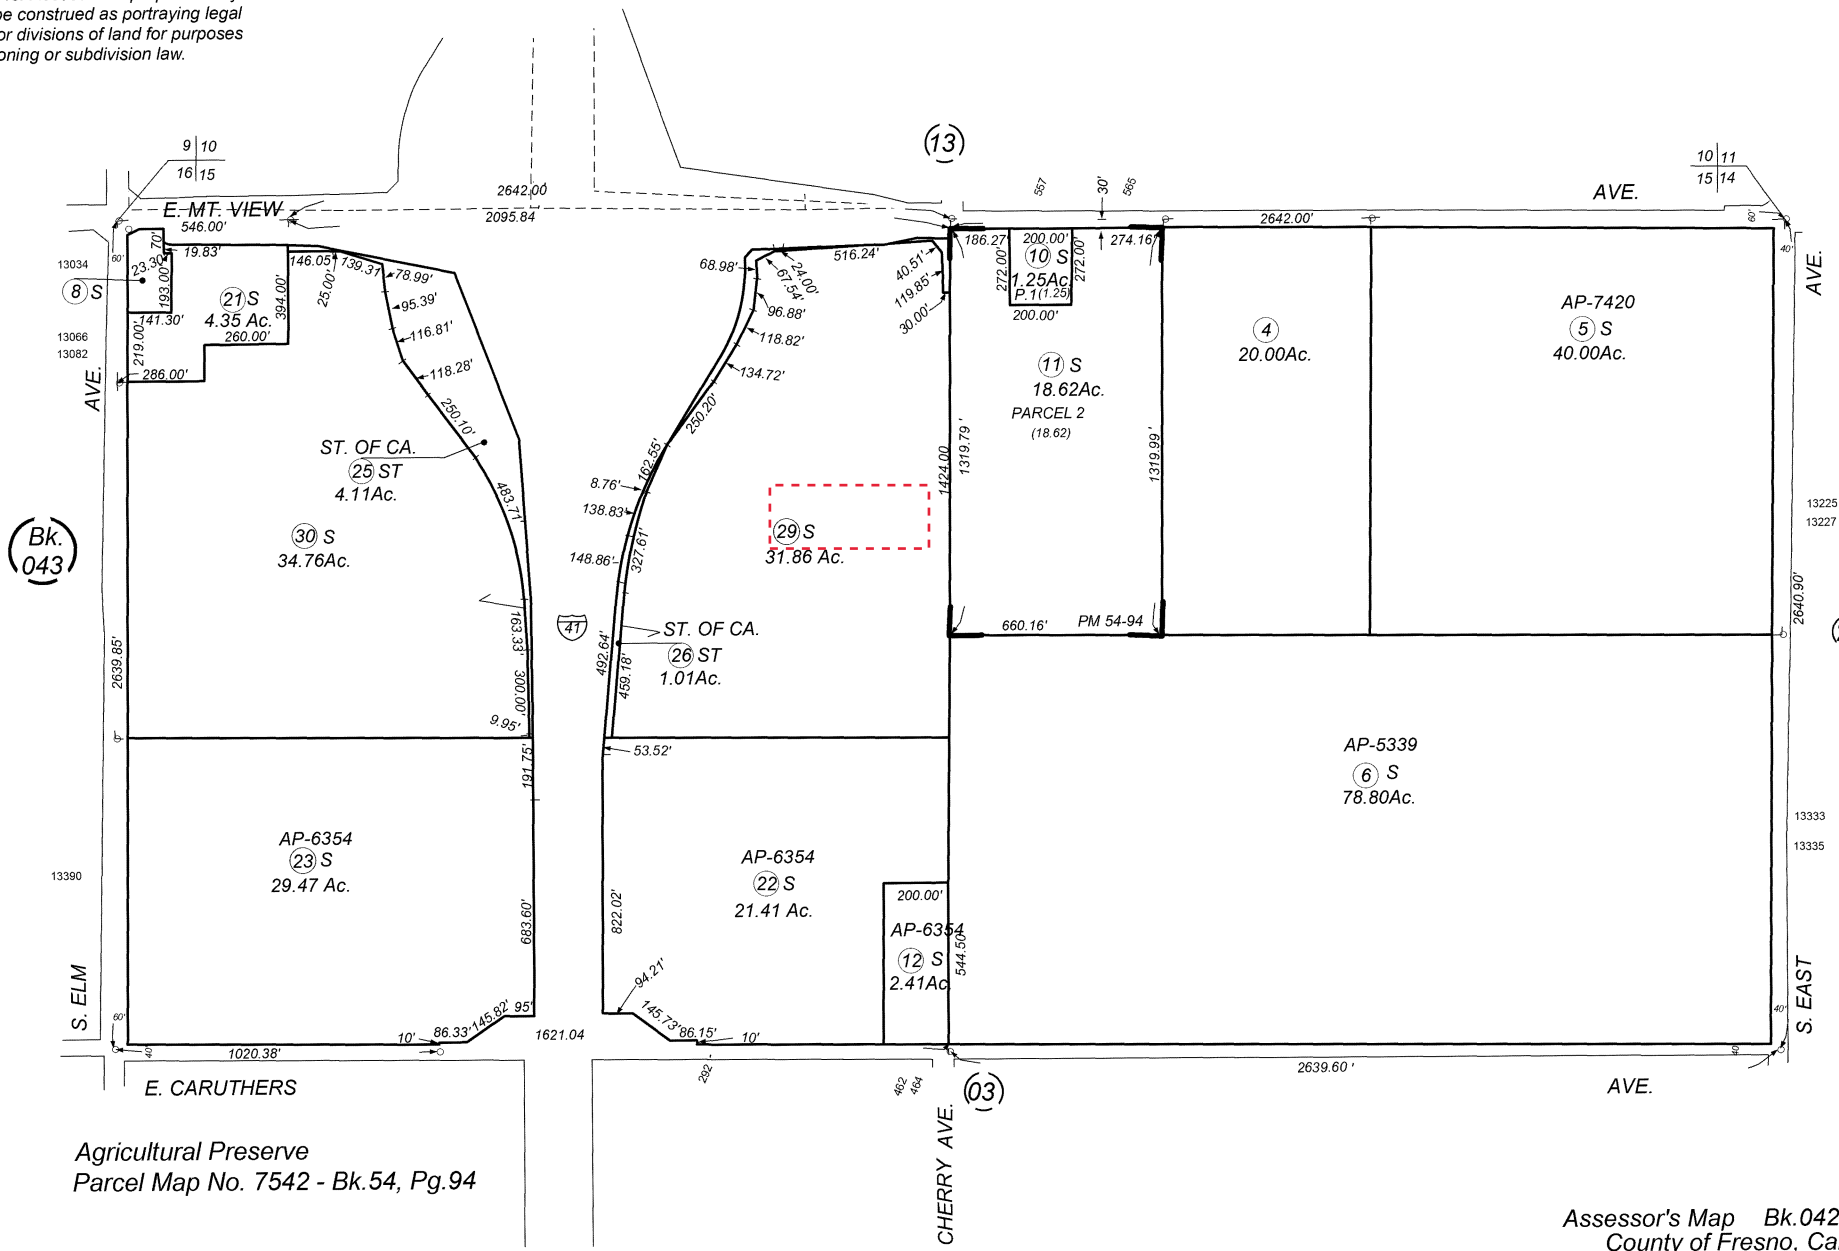 be construed as portraying legal
or divisions of land for purposes
oning or subdivision law.
9 10
16 15
13
10 11
15 14
557
30'
565
2642.00'
E. MT. VIEW
2095.84
AVE.
2642.00'
60'
546.00'
70'
19.83'
60'
23.30'
193.00'
13034
8 S
141.30'
21 S
4.35 Ac.
394.00'
260.00'
146.05'
25.00'
139.31'
78.99'
95.39'
116.81'
118.28'
250.10'
13066
13082
219.00'
286.00'
AVE.
68.98'
24.00'
67.54'
516.24'
40.51'
119.85'
30.00'
96.88'
118.82'
134.72'
250.20'
186.27'
200.00'
274.16'
272.00'
10 S
1.25Ac.
P.1(1.25)
272.00'
200.00'
11 S
18.62Ac.
PARCEL 2
(18.62)
4
20.00Ac.
AP-7420
5 S
40.00Ac.
40'
AVE.
ST. OF CA.
25 ST
4.11Ac.
483.71'
162.55'
8.76'
138.83'
148.86'
327.61'
1424.00
1319.79 '
1319.99 '
13225
13227
Bk.
043
30 S
34.76Ac.
29 S
31.86 Ac.
163.33'
300.00'
9.95'
41
492.64'
459.18'
ST. OF CA.
26 ST
1.01Ac.
660.16'
PM 54-94
2640.90'
2639.85'
191.75'
53.52'
AP-5339
6 S
78.80Ac.
13333
13335
AP-6354
23 S
29.47 Ac.
13390
683.60'
822.02'
AP-6354
22 S
21.41 Ac.
200.00'
AP-6354
12 S
2.41Ac.
544.50'
S. ELM
60'
40'
1020.38'
10'
86.33'
145.82'
95'
1621.04
94.21'
145.73'
86.15'
10'
S. EAST
40'
40'
2639.60 '
E. CARUTHERS
292'
462
464
03
AVE.
CHERRY AVE.
Agricultural Preserve
Parcel Map No. 7542 - Bk.54, Pg.94
Assessor's Map Bk.042
County of Fresno, Ca.